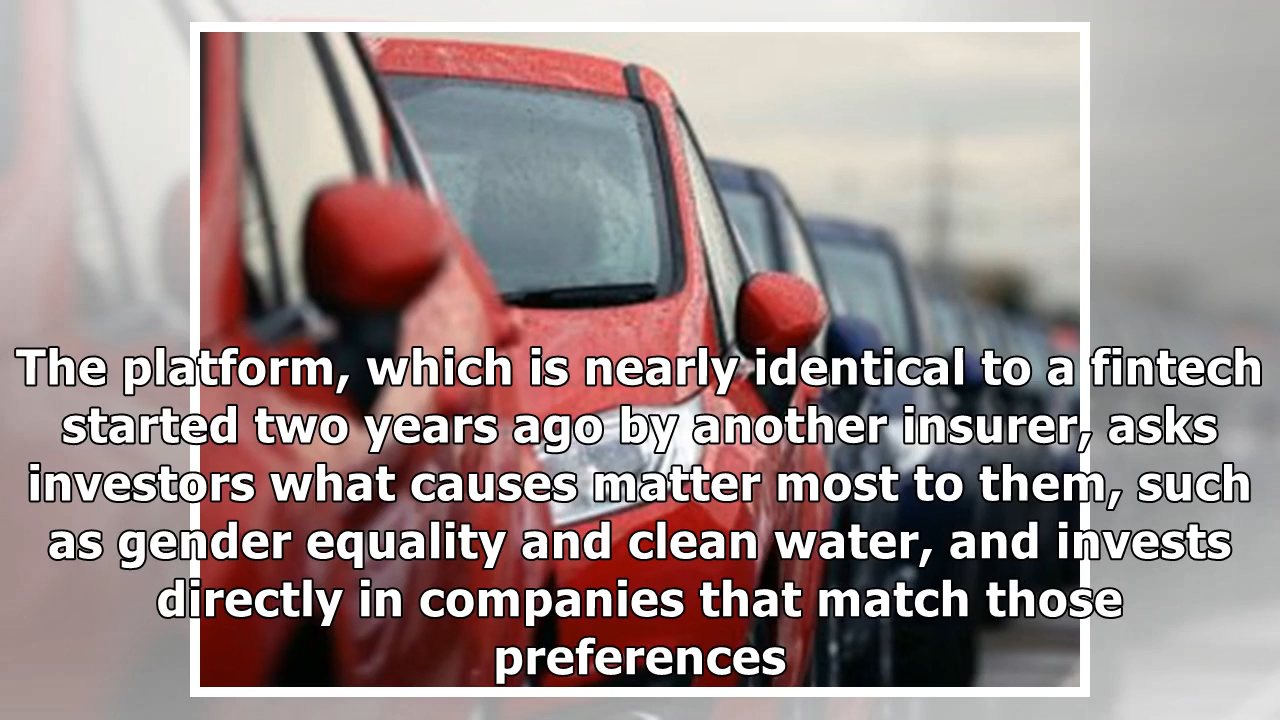 The platform, which is nearly identical to a fintech
started two years ago by another insurer, asks
investors what causes matter most to them, such
as gender equality and clean water, and invests
directly in companies that match those
preferences